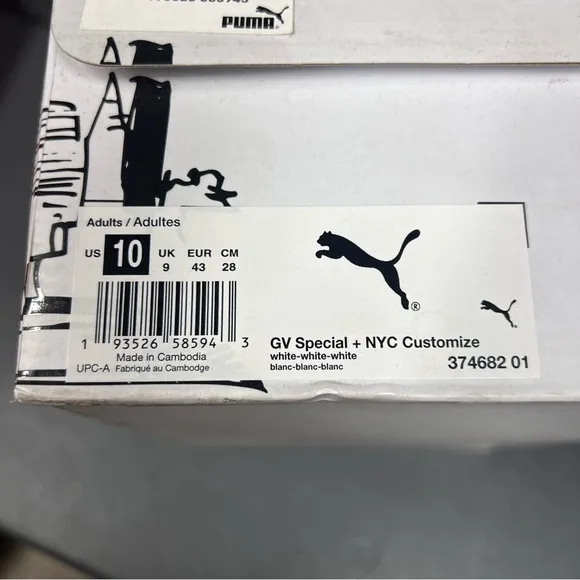 PUMA
Adults / Adultes
US 10 UK 9 EUR 43 CM 28
1 93526 58594 3
Made in Cambodia
UPC-A Fabriqué au Cambodge
GV Special + NYC Customize
white-white-white
blanc-blanc-blanc
374682 01
®